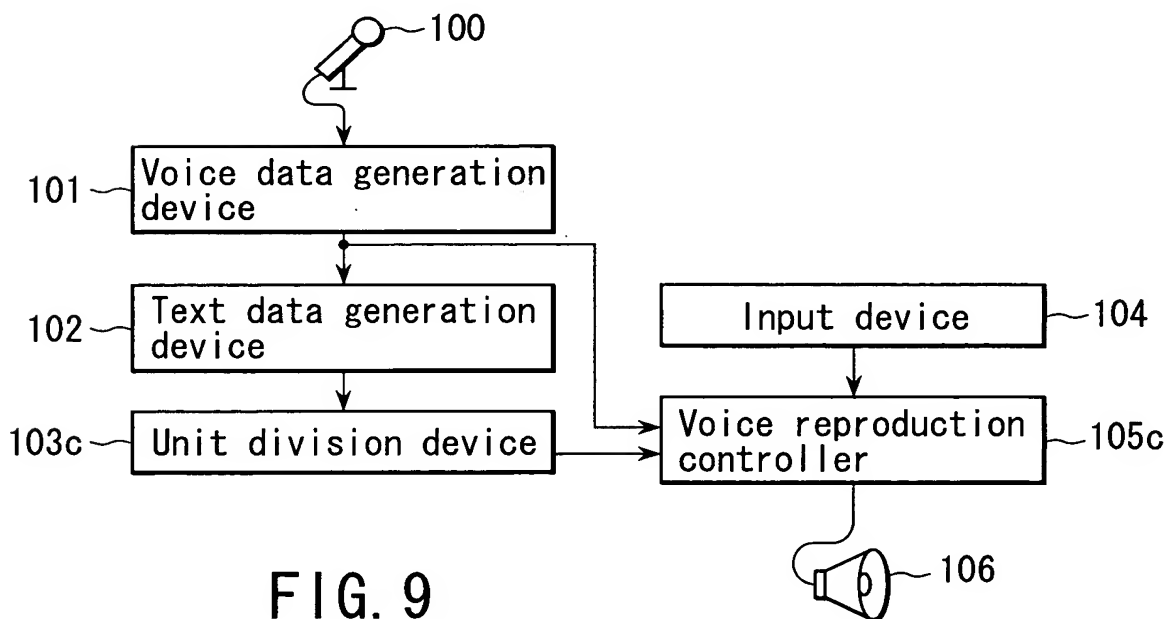 100
101
Voice data generation
device
102
Text data generation
device
Input device
104
103c
Unit division device
Voice reproduction
controller
105c
106
FIG. 9